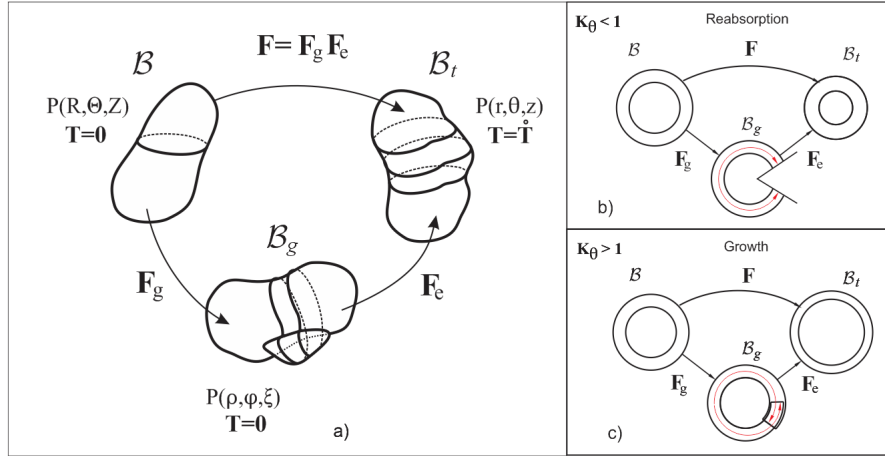 F= F_g F_e
B
B_t
P(R,Θ,Z)
T=0
P(r,θ,z)
T=T̊
B_g
F_g
F_e
P(ρ,φ,ξ)
T=0
a)
K_θ < 1
Reabsorption
B
F
B_t
B_g
F_g
F_e
b)
K_θ > 1
Growth
B
F
B_t
B_g
F_g
F_e
c)